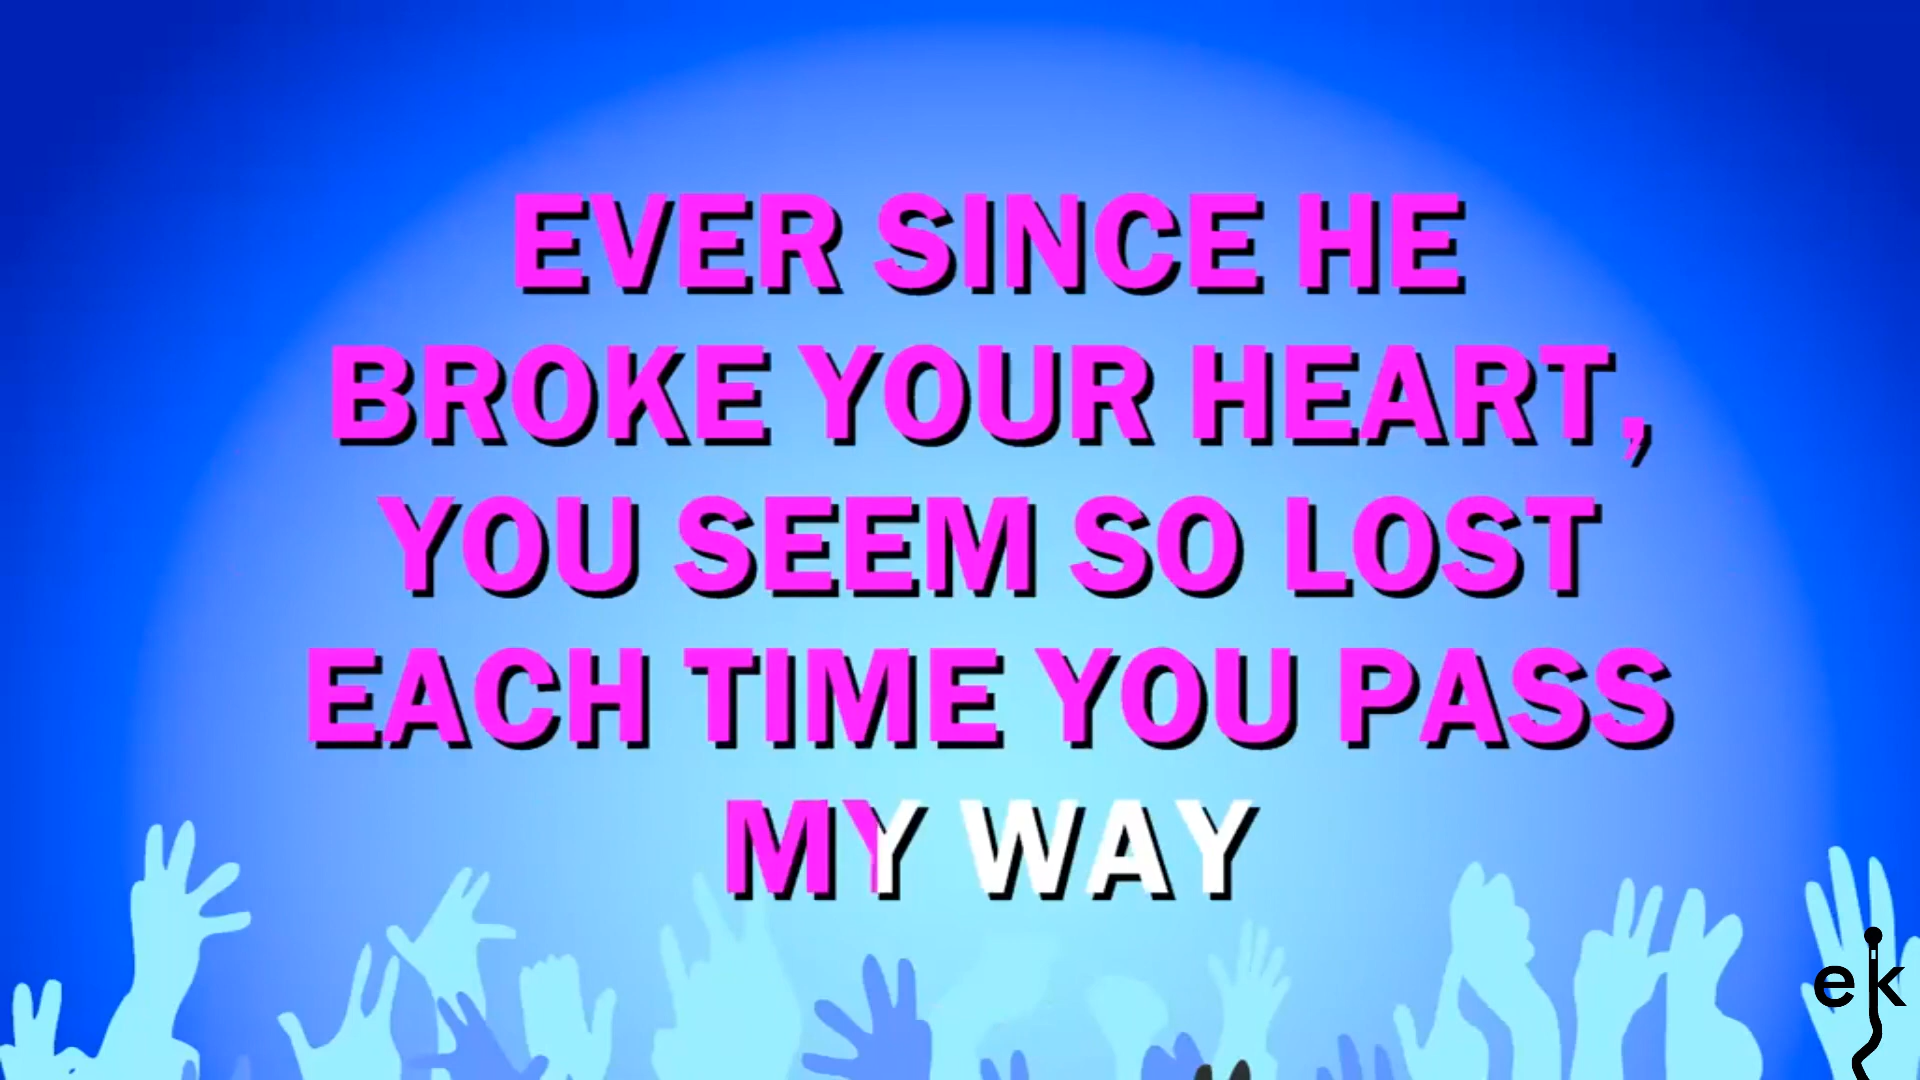 EVER SINCE HE
BROKE YOUR HEART,
YOU SEEM SO LOST
EACH TIME YOU PASS
MY WAY
ek